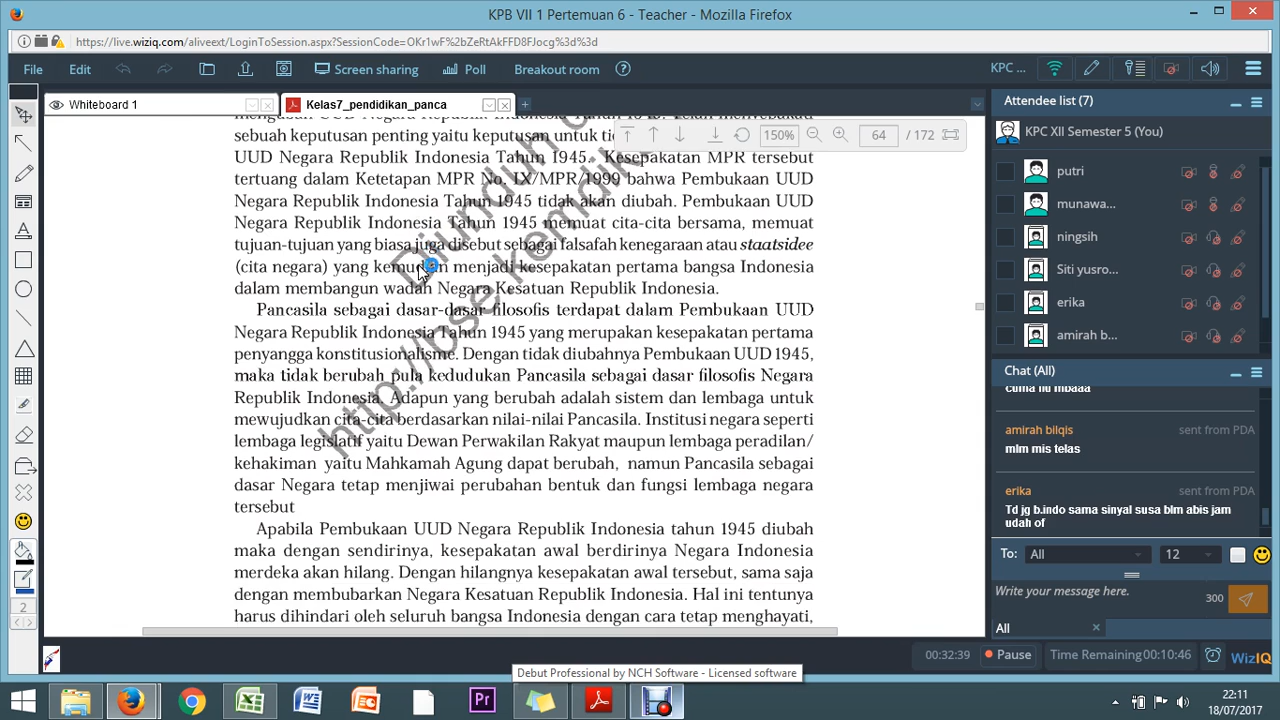 KPB VII 1 Pertemuan 6 - Teacher - Mozilla Firefox
https://live.wiziq.com/aliveext/LoginToSession.aspx?SessionCode=OKr1wF%2bZeRtAkFFD8FJocg%3d%3d
File Edit Screen sharing Poll Breakout room KPC ...
Whiteboard 1 Kelas7_pendidikan_panca
150% 64 / 172
sebuah keputusan penting yaitu keputusan untuk
UUD Negara Republik Indonesia Tahun 1945. Kesepakatan MPR tersebut
tertuang dalam Ketetapan MPR No. IX/MPR/1999 bahwa Pembukaan UUD
Negara Republik Indonesia Tahun 1945 tidak akan diubah. Pembukaan UUD
Negara Republik Indonesia Tahun 1945 memuat cita-cita bersama, memuat
tujuan-tujuan yang biasa juga disebut sebagai falsafah kenegaraan atau staatsidee
(cita negara) yang kemudian menjadi kesepakatan pertama bangsa Indonesia
dalam membangun wadah Negara Kesatuan Republik Indonesia.
Pancasila sebagai dasar-dasar filosofis terdapat dalam Pembukaan UUD
Negara Republik Indonesia Tahun 1945 yang merupakan kesepakatan pertama
penyangga konstitusionalisme. Dengan tidak diubahnya Pembukaan UUD 1945,
maka tidak berubah pula kedudukan Pancasila sebagai dasar filosofis Negara
Republik Indonesia. Adapun yang berubah adalah sistem dan lembaga untuk
mewujudkan cita-cita berdasarkan nilai-nilai Pancasila. Institusi negara seperti
lembaga legislatif yaitu Dewan Perwakilan Rakyat maupun lembaga peradilan/
kehakiman yaitu Mahkamah Agung dapat berubah, namun Pancasila sebagai
dasar Negara tetap menjiwai perubahan bentuk dan fungsi lembaga negara
tersebut
Apabila Pembukaan UUD Negara Republik Indonesia tahun 1945 diubah
maka dengan sendirinya, kesepakatan awal berdirinya Negara Indonesia
merdeka akan hilang. Dengan hilangnya kesepakatan awal tersebut, sama saja
dengan membubarkan Negara Kesatuan Republik Indonesia. Hal ini tentunya
harus dihindari oleh seluruh bangsa Indonesia dengan cara tetap menghayati,
Diunduh
http://bse.kemdik
2
Attendee list (7)
KPC XII Semester 5 (You)
putri
munawa...
ningsih
Siti yusro...
erika
amirah b...
Chat (All)
amirah bilqis sent from PDA
mlm mis telas
erika sent from PDA
Td jg b.indo sama sinyal susa blm abis jam
udah of
To: All 12
Write your message here. 300
All
00:32:39 Pause Time Remaining 00:10:46 WizIQ
Debut Professional by NCH Software - Licensed software
Pr
22:11
18/07/2017